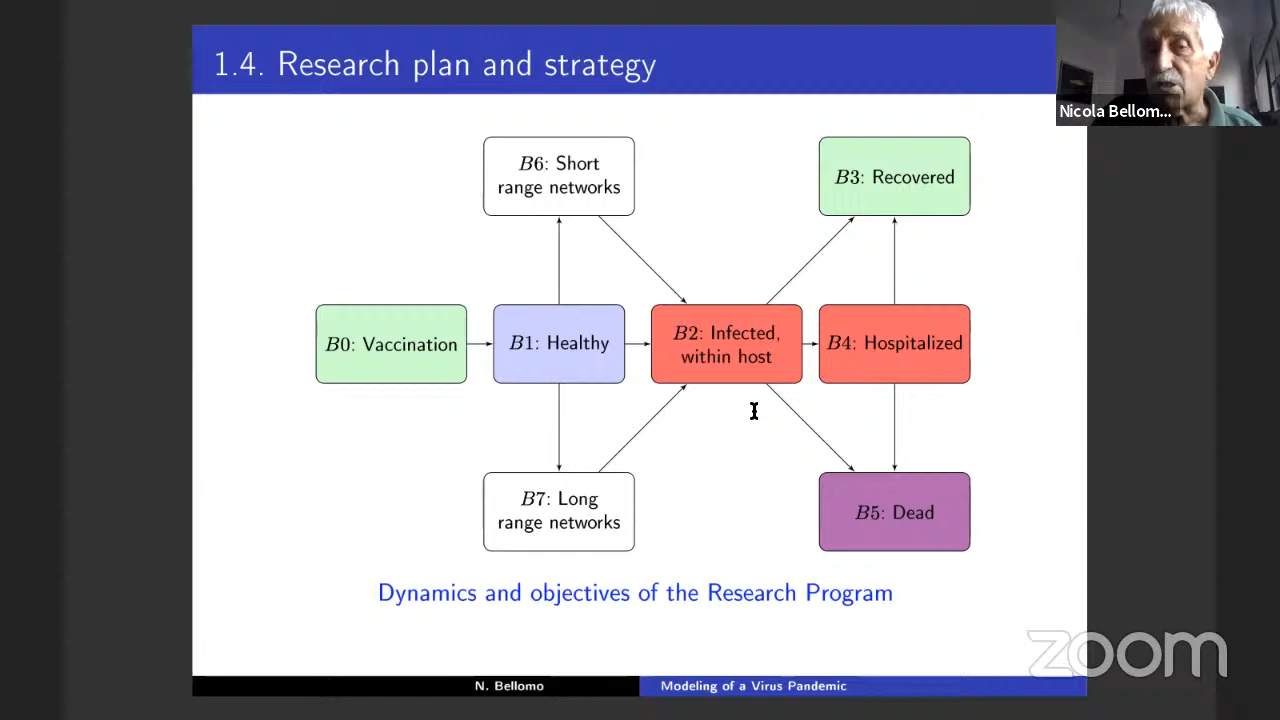 1.4. Research plan and strategy
Nicola Bellom...
B6: Short
range networks
B3: Recovered
B0: Vaccination
B1: Healthy
B2: Infected,
within host
B4: Hospitalized
B7: Long
range networks
B5: Dead
Dynamics and objectives of the Research Program
zoom
N. Bellomo
Modeling of a Virus Pandemic